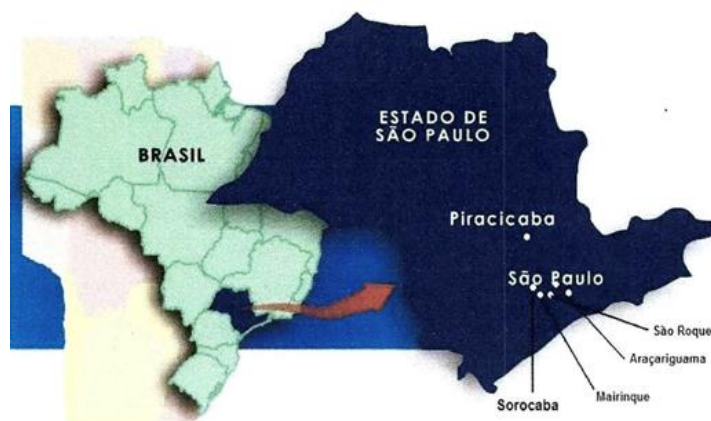 ESTADO DE
SÃO PAULO
BRASIL
Piracicaba
São Paulo
São Roque
Araçariguama
Mairinque
Sorocaba